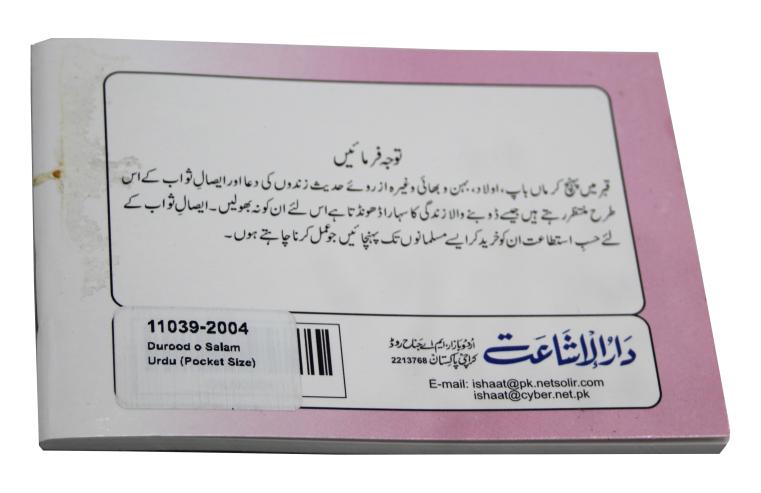 توجہ فرمائیں
قبر میں پہنچ کر ماں باپ، اولاد، بہن و بھائی وغیرہ از روئے حدیث زندوں کی دعا اور ایصالِ ثواب کے اس
طرح منتظر رہتے ہیں جیسے ڈوبنے والا زندگی کا سہارا ڈھونڈتا ہے اس لئے ان کو نہ بھولیں۔ ایصالِ ثواب کے
لئے حسبِ استطاعت ان کو خرید کر ایسے مسلمانوں تک پہنچائیں جو عمل کرنا چاہتے ہوں۔
11039-2004
Durood o Salam
Urdu (Pocket Size)
دَارُالاِشَاعَت
اردو بازار، ایم اے جناح روڈ
کراچی پاکستان 2213768
E-mail: ishaat@pk.netsolir.com
ishaat@cyber.net.pk